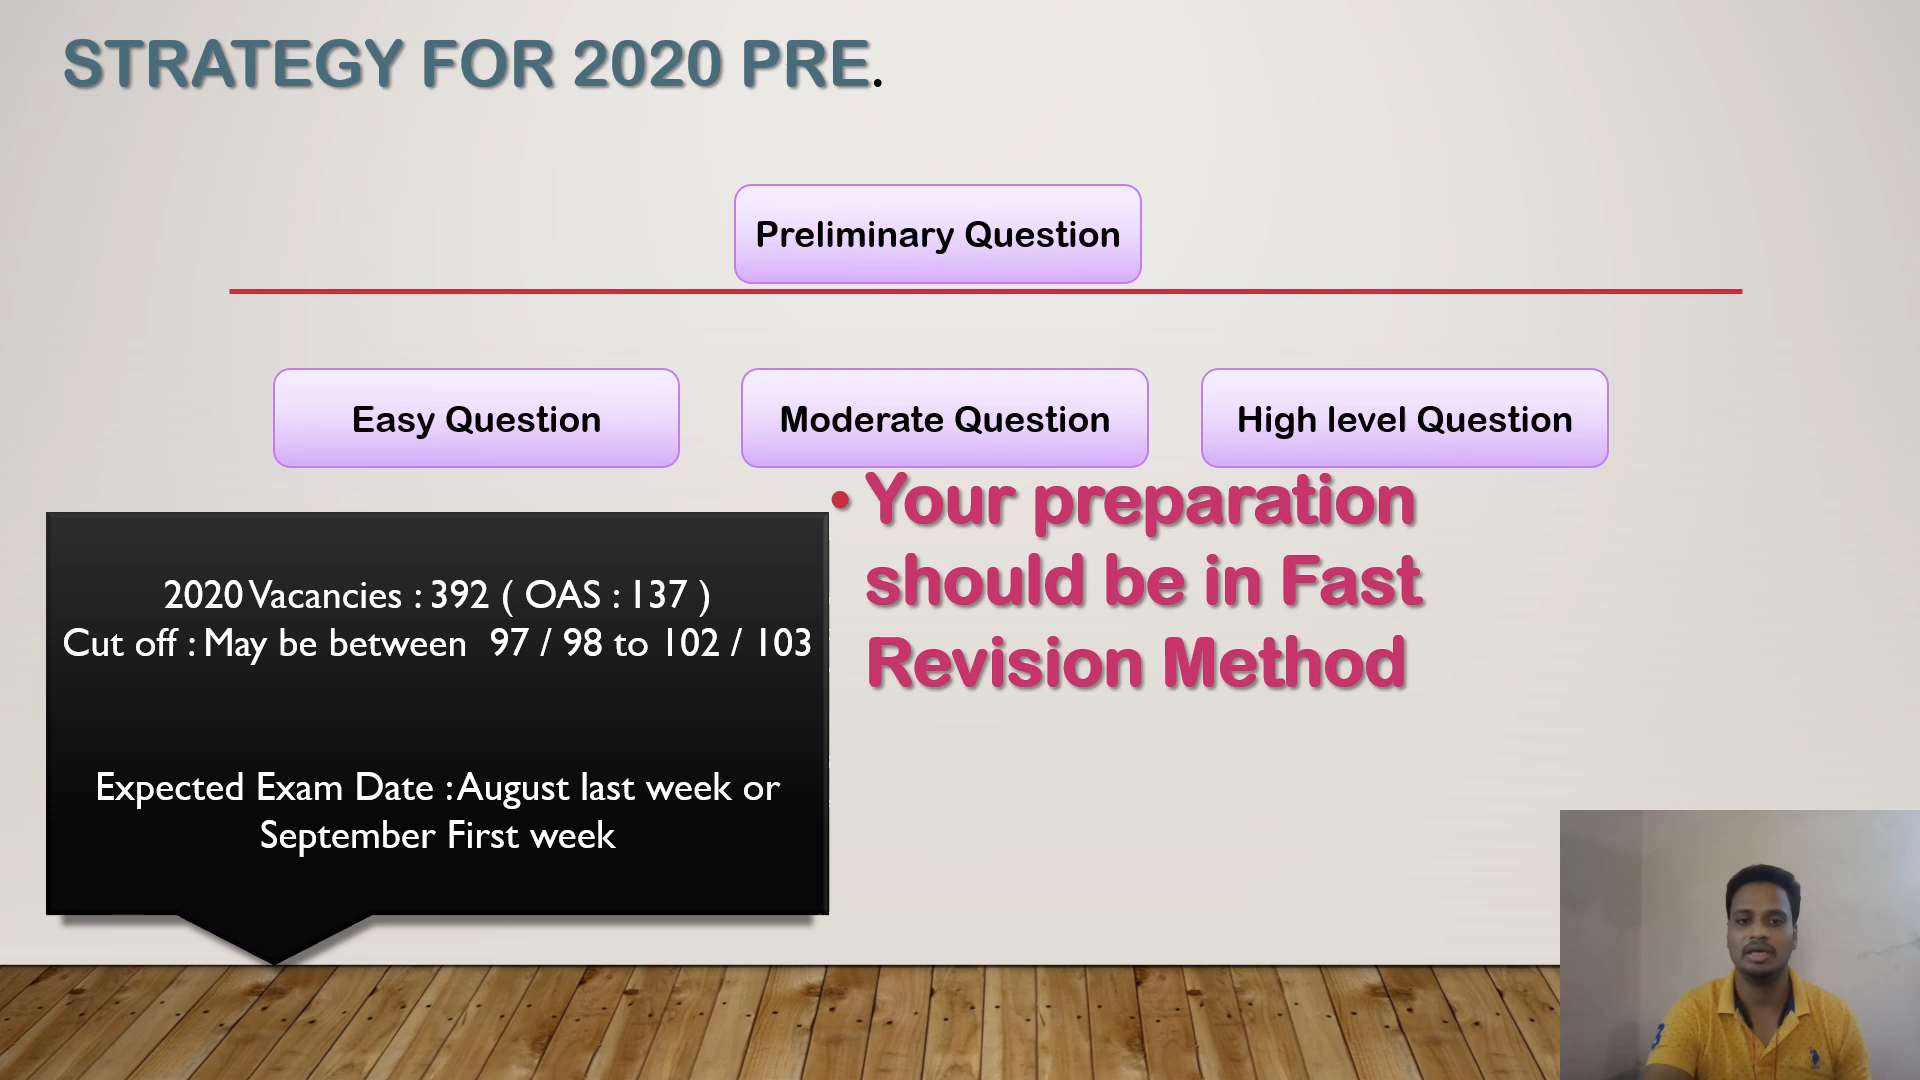 STRATEGY FOR 2020 PRE.
Preliminary Question
Easy Question
Moderate Question
High level Question
• Your preparation
should be in Fast
Revision Method
2020 Vacancies : 392 ( OAS : 137 )
Cut off : May be between 97 / 98 to 102 / 103
Expected Exam Date : August last week or
September First week
3